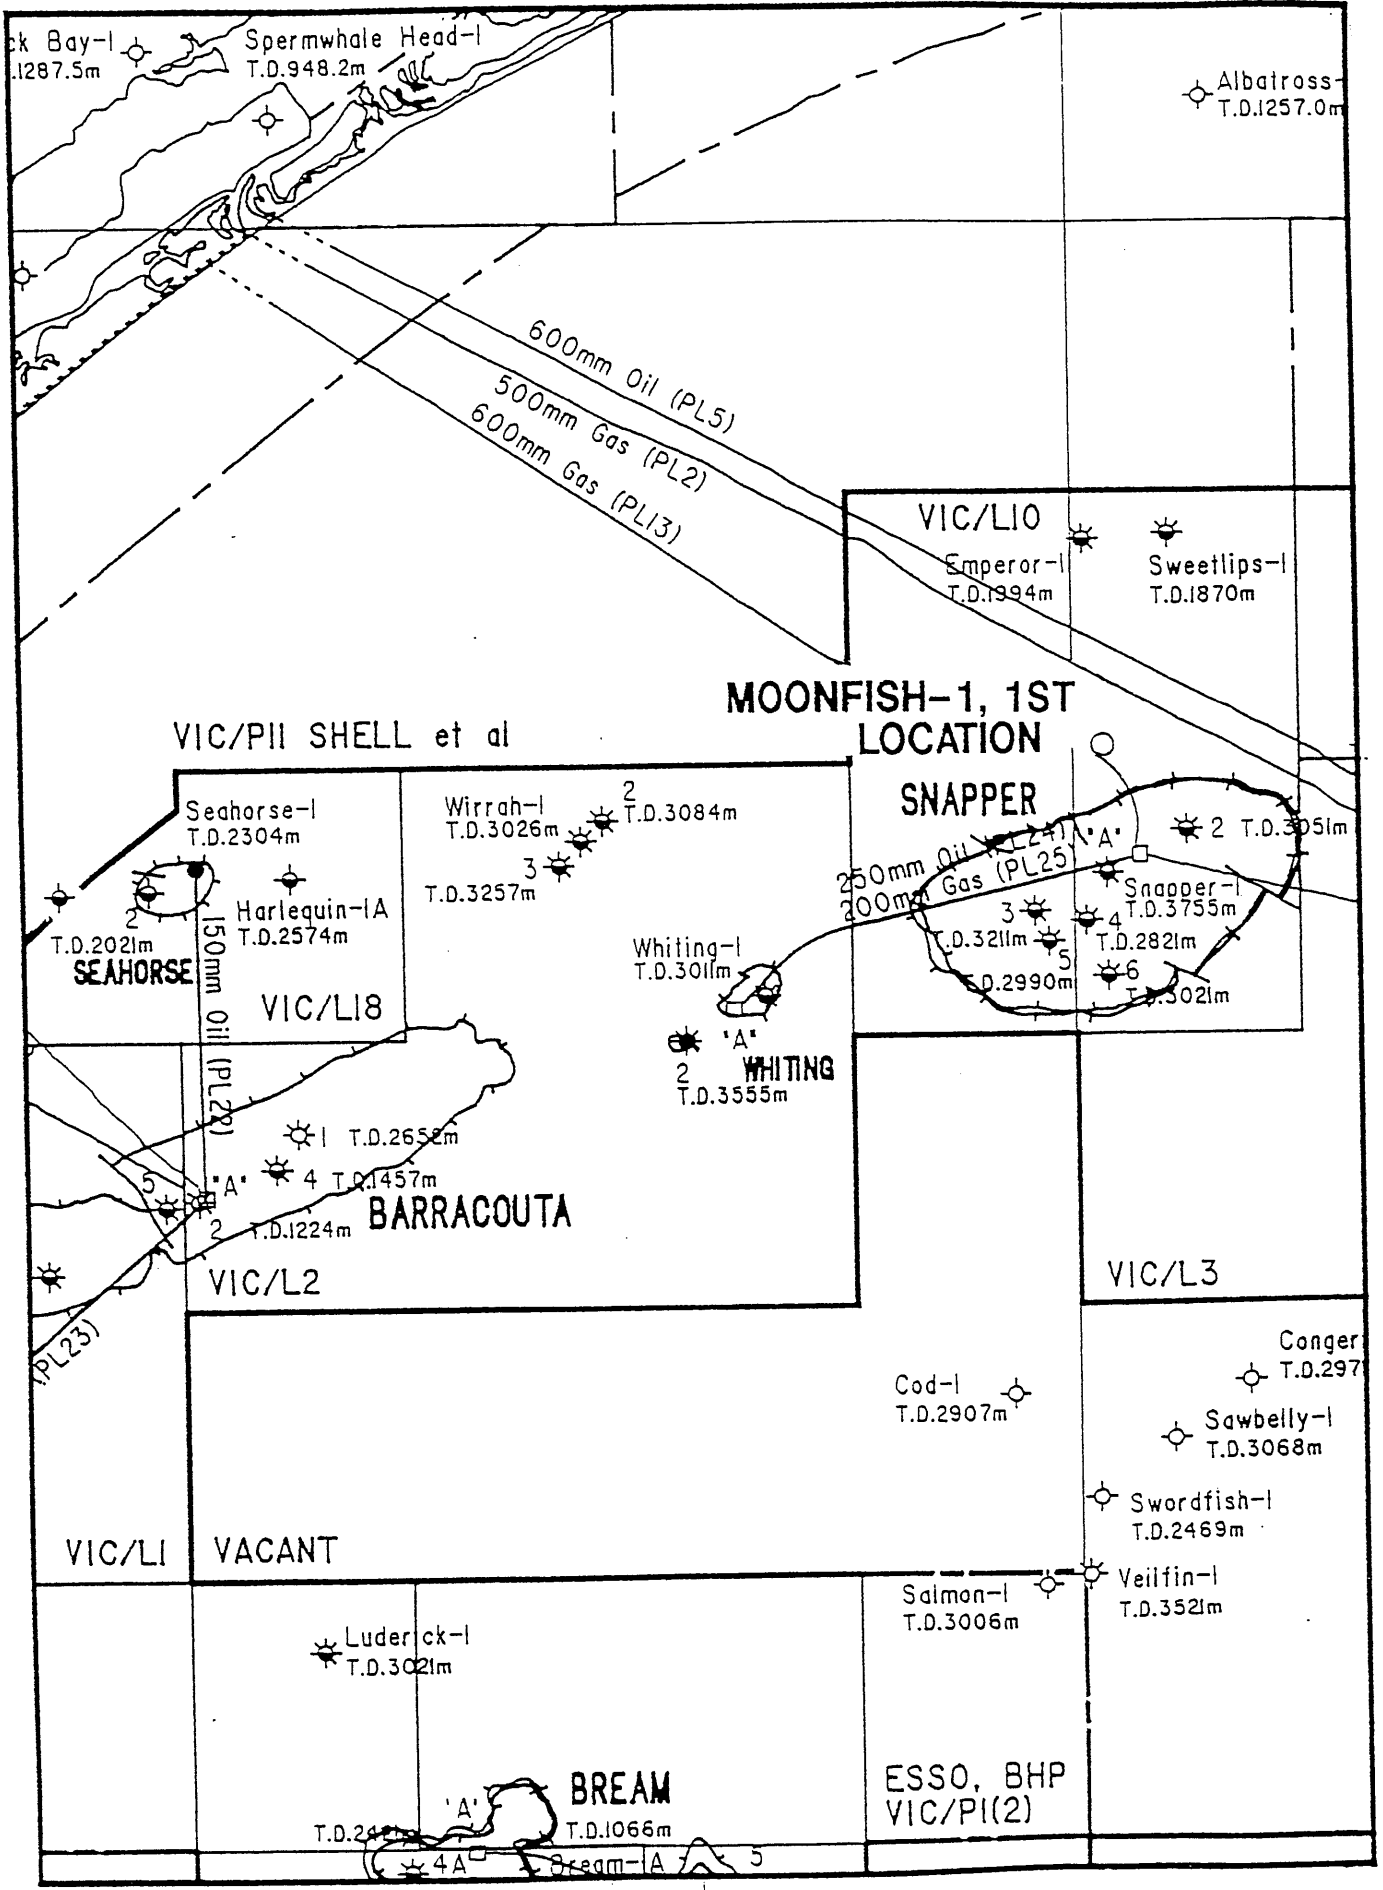 ck Bay-1
.1287.5m
Spermwhale Head-1
T.D.948.2m
Albatross-
T.D.1257.0m
600mm Oil (PL5)
500mm Gas (PL2)
600mm Gas (PL13)
VIC/L10
Emperor-1
T.D.1994m
Sweetlips-1
T.D.1870m
MOONFISH-1, 1ST
LOCATION
VIC/P11 SHELL et al
SNAPPER
Seahorse-1
T.D.2304m
Wirrah-1
T.D.3026m
2
T.D.3084m
3
T.D.3257m
"A"
2 T.D.3051m
250mm Oil (PL24)
200mm Gas (PL25)
Snapper-1
T.D.3755m
3
T.D.3211m
4
T.D.2821m
5
T.D.2990m
6
T.D.3021m
2
T.D.2021m
SEAHORSE
Harlequin-1A
T.D.2574m
150mm Oil (PL22)
VIC/L18
Whiting-1
T.D.3011m
"A"
WHITING
2
T.D.3555m
1 T.D.2652m
4 T.D.1457m
5
"A"
2 T.D.1224m
BARRACOUTA
VIC/L2
VIC/L3
(PL23)
Conger
T.D.297
Cod-1
T.D.2907m
Sawbelly-1
T.D.3068m
Swordfish-1
T.D.2469m
VIC/L1
VACANT
Salmon-1
T.D.3006m
Veilfin-1
T.D.3521m
Luderick-1
T.D.3021m
ESSO, BHP
VIC/P1(2)
BREAM
'A'
T.D.1066m
4A
Bream-1A
5